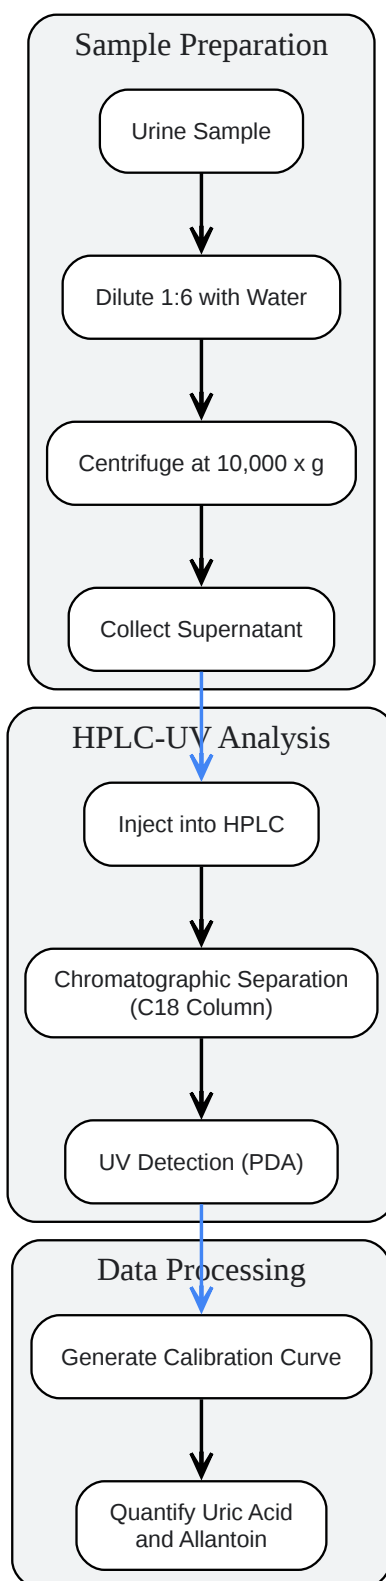 Sample Preparation
Urine Sample
Dilute 1:6 with Water
Centrifuge at 10,000 x g
Collect Supernatant
HPLC-UV Analysis
Inject into HPLC
Chromatographic Separation
(C18 Column)
UV Detection (PDA)
Data Processing
Generate Calibration Curve
Quantify Uric Acid
and Allantoin